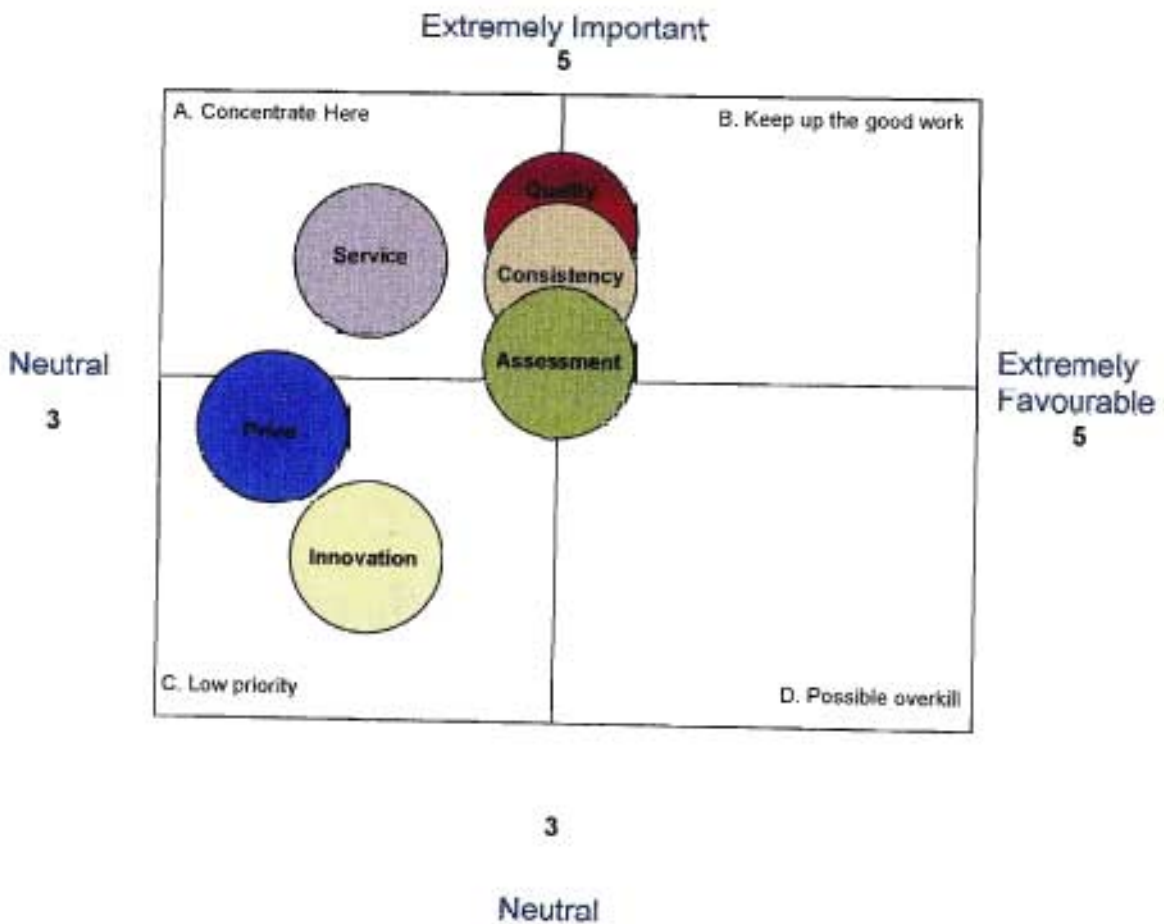 Extremely Important
5
A. Concentrate Here
B. Keep up the good work
Quality
Service
Consistency
Neutral
3
Assessment
Extremely
Favourable
5
Price
Innovation
C. Low priority
D. Possible overkill
3
Neutral